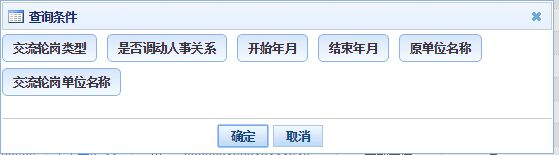 查询条件
交流轮岗类型 是否调动人事关系 开始年月 结束年月 原单位名称
交流轮岗单位名称
确定 取消